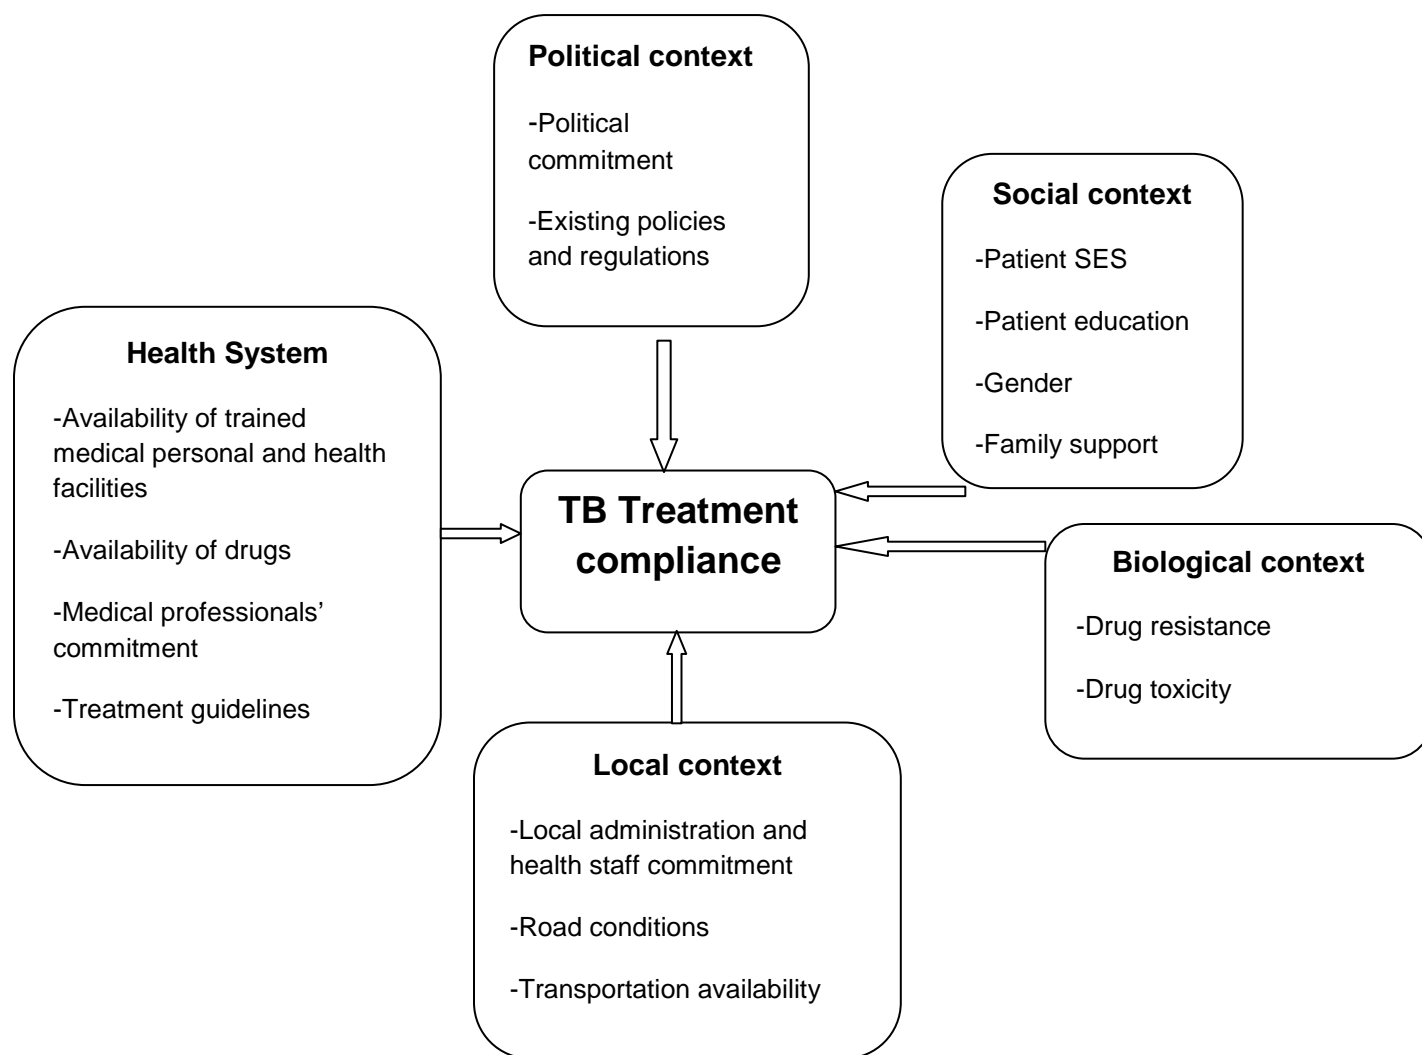 Political context
-Political
commitment
-Existing policies
and regulations
Social context
-Patient SES
-Patient education
-Gender
-Family support
Health System
-Availability of trained
medical personal and health
facilities
-Availability of drugs
-Medical professionals’
commitment
-Treatment guidelines
TB Treatment
compliance
Biological context
-Drug resistance
-Drug toxicity
Local context
-Local administration and
health staff commitment
-Road conditions
-Transportation availability